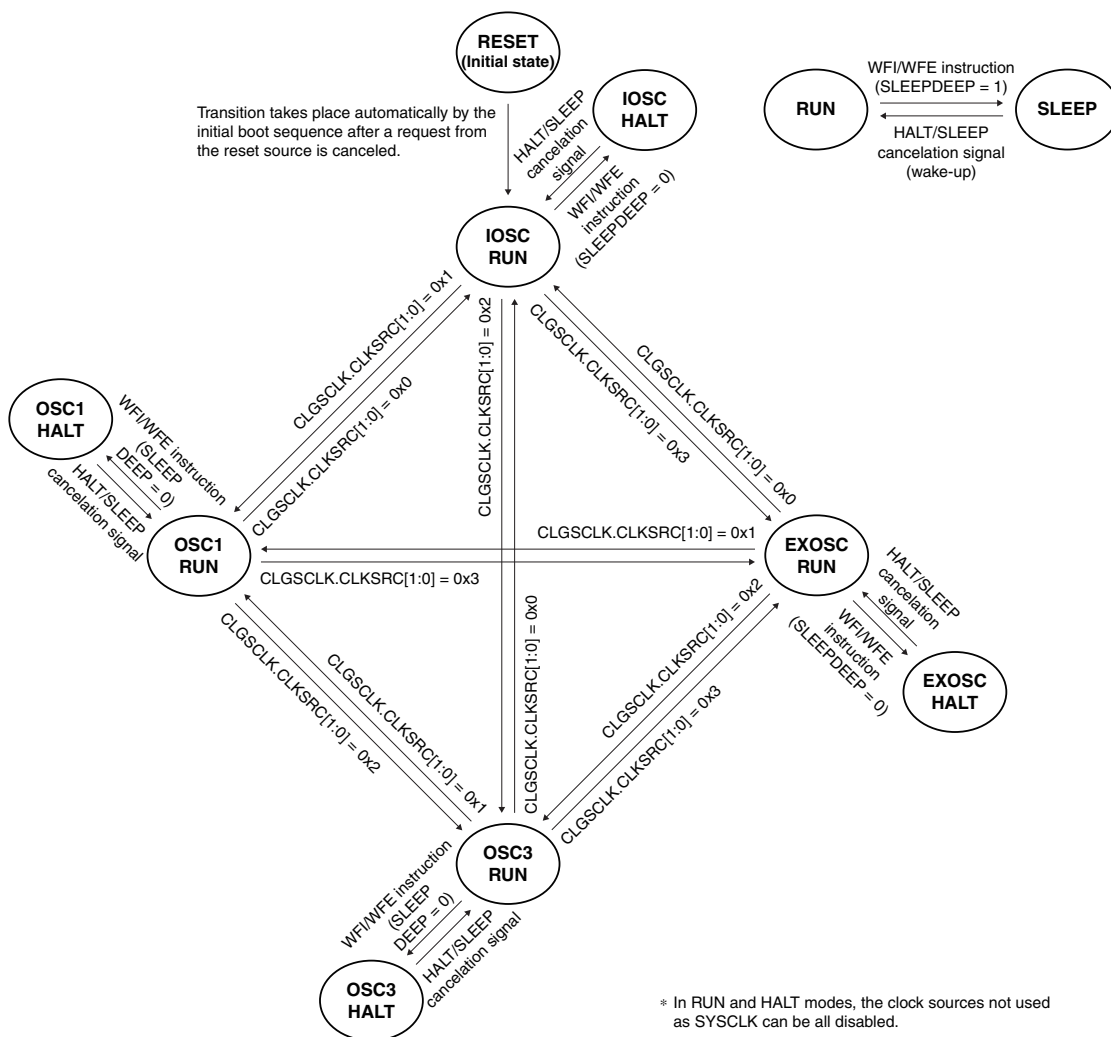 RESET
(Initial state)
Transition takes place automatically by the
initial boot sequence after a request from
the reset source is canceled.
HALT/SLEEP
cancelation
signal
IOSC
HALT
WFI/WFE
instruction
(SLEEPDEEP = 0)
WFI/WFE instruction
(SLEEPDEEP = 1)
RUN
SLEEP
HALT/SLEEP
cancelation signal
(wake-up)
IOSC
RUN
CLGSCLK.CLKSRC[1:0] = 0x1
CLGSCLK.CLKSRC[1:0] = 0x0
CLGSCLK.CLKSRC[1:0] = 0x2
CLGSCLK.CLKSRC[1:0] = 0x0
CLGSCLK.CLKSRC[1:0] = 0x3
CLGSCLK.CLKSRC[1:0] = 0x0
OSC1
HALT
WFI/WFE instruction
(SLEEP
DEEP = 0)
HALT/SLEEP
cancelation signal
OSC1
RUN
CLGSCLK.CLKSRC[1:0] = 0x1
CLGSCLK.CLKSRC[1:0] = 0x3
EXOSC
RUN
HALT/SLEEP
cancelation
signal
WFI/WFE
instruction
(SLEEPDEEP = 0)
EXOSC
HALT
CLGSCLK.CLKSRC[1:0] = 0x1
CLGSCLK.CLKSRC[1:0] = 0x2
CLGSCLK.CLKSRC[1:0] = 0x2
CLGSCLK.CLKSRC[1:0] = 0x3
OSC3
RUN
WFI/WFE instruction
(SLEEP
DEEP = 0)
HALT/SLEEP
cancelation signal
OSC3
HALT
* In RUN and HALT modes, the clock sources not used
as SYSCLK can be all disabled.